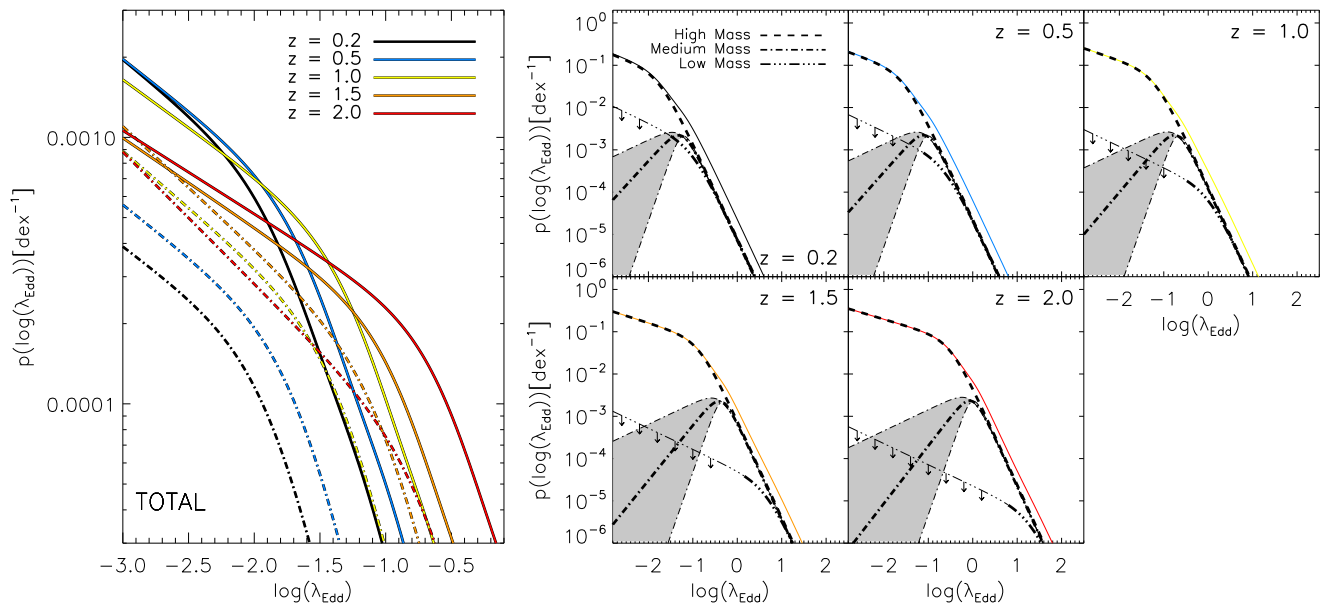 z = 0.2
z = 0.5
z = 1.0
z = 1.5
z = 2.0
0.0010
0.0001
p(log(λEdd))[dex⁻¹]
TOTAL
-3.0 -2.5 -2.0 -1.5 -1.0 -0.5
log(λEdd)
High Mass
Medium Mass
Low Mass
z = 0.2
z = 0.5
z = 1.0
10⁰
10⁻¹
10⁻²
10⁻³
10⁻⁴
10⁻⁵
10⁻⁶
p(log(λEdd))[dex⁻¹]
-2 -1 0 1 2
log(λEdd)
z = 1.5
z = 2.0
10⁰
10⁻¹
10⁻²
10⁻³
10⁻⁴
10⁻⁵
10⁻⁶
p(log(λEdd))[dex⁻¹]
-2 -1 0 1 2
-2 -1 0 1 2
log(λEdd)
log(λEdd)